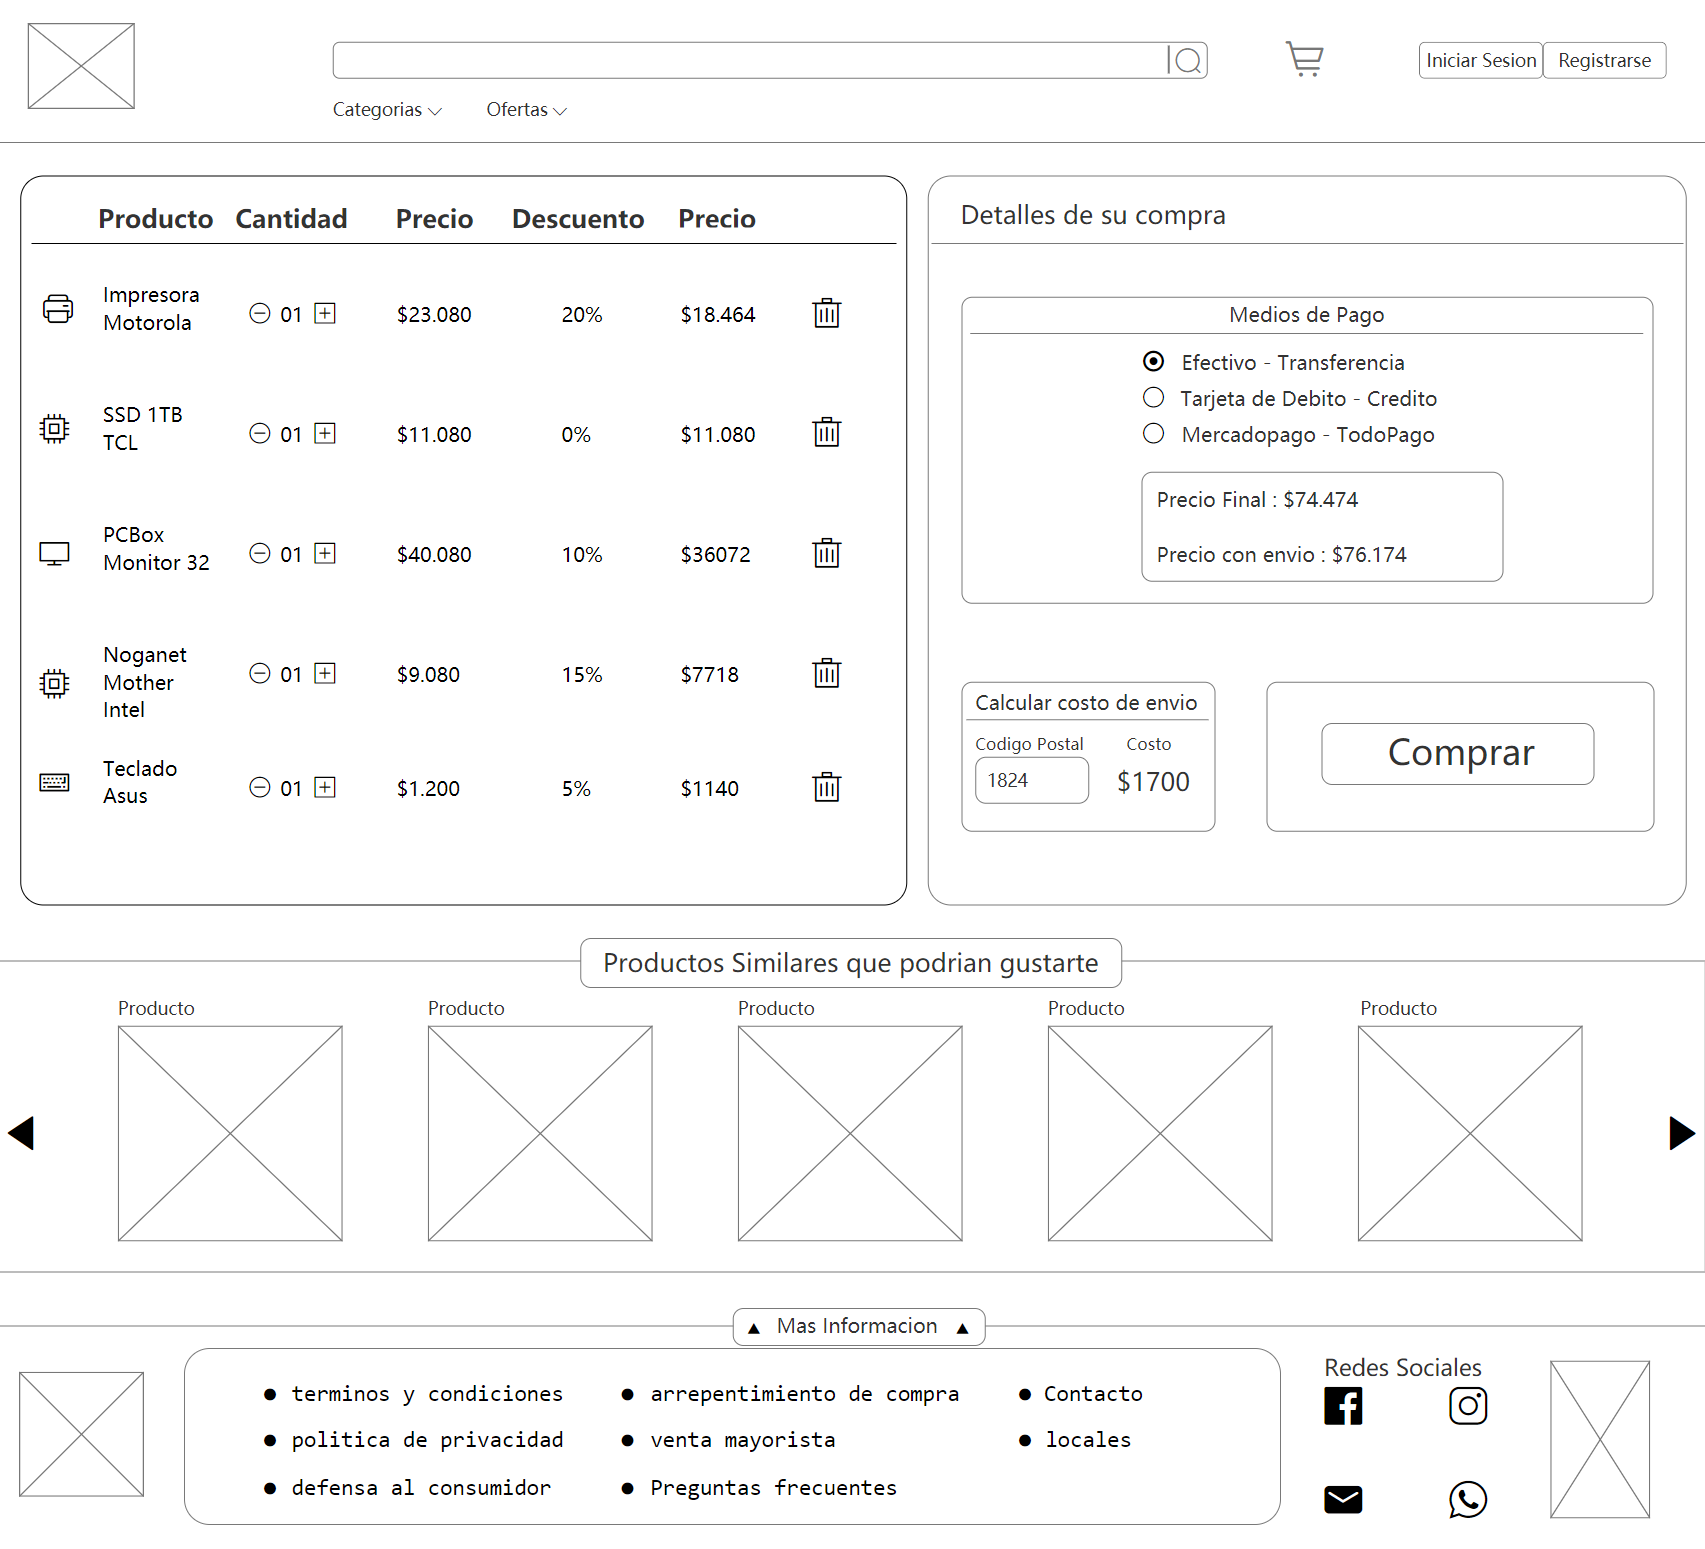 Iniciar Sesion Registrarse
Categorias Ofertas
Producto Cantidad Precio Descuento Precio
Impresora
Motorola
01 $23.080 20% $18.464
SSD 1TB
TCL
01 $11.080 0% $11.080
PCBox
Monitor 32
01 $40.080 10% $36072
Noganet
Mother
Intel
01 $9.080 15% $7718
Teclado
Asus
01 $1.200 5% $1140
Detalles de su compra
Medios de Pago
Efectivo - Transferencia
Tarjeta de Debito - Credito
Mercadopago - TodoPago
Precio Final : $74.474
Precio con envio : $76.174
Calcular costo de envio
Codigo Postal Costo
1824 $1700
Comprar
Productos Similares que podrian gustarte
Producto Producto Producto Producto Producto
▲ Más Informacion ▲
● terminos y condiciones
● politica de privacidad
● defensa al consumidor
● arrepentimiento de compra
● venta mayorista
● Preguntas frecuentes
● Contacto
● locales
Redes Sociales